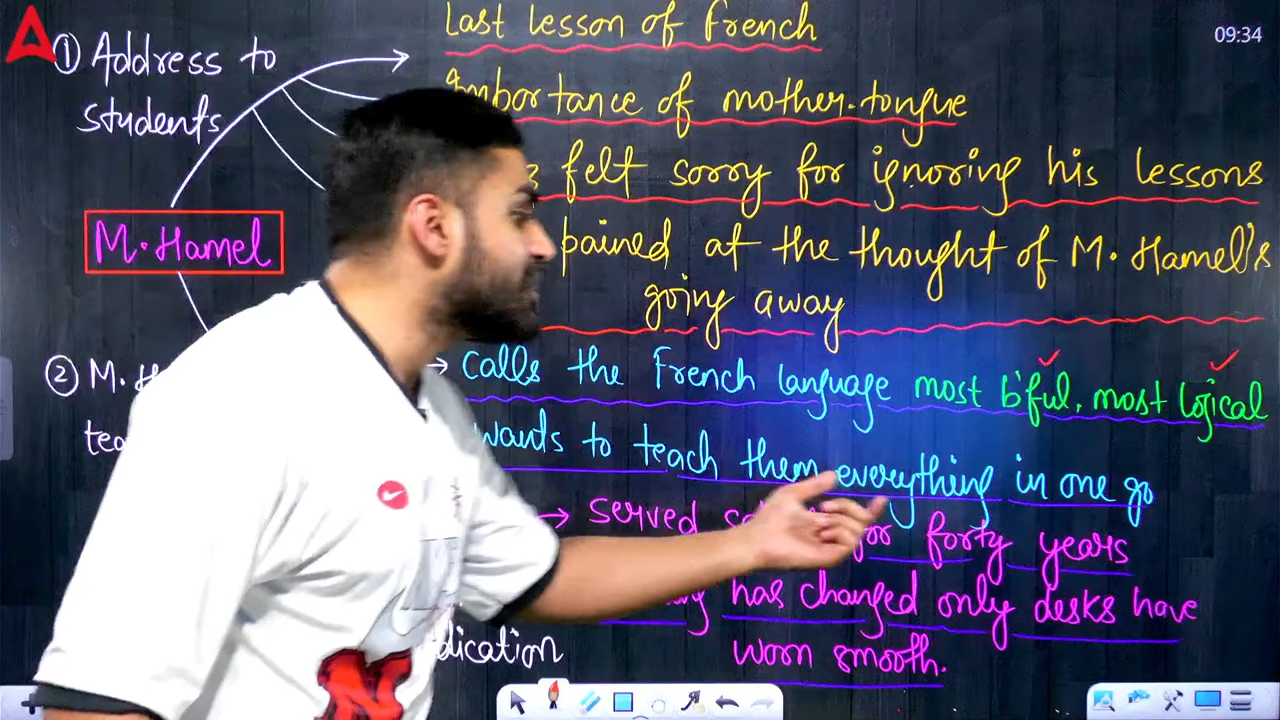 Last lesson of French
09:34
① Address to
students
Importance of mother-tongue
felt sorry for ignoring his lessons
M. Hamel
pained at the thought of M. Hamel's
going away
② M.
→ calls the French language most b'ful, most logical
wants to teach them everything in one go
→ served for forty years
has changed only desks have
worn smooth.